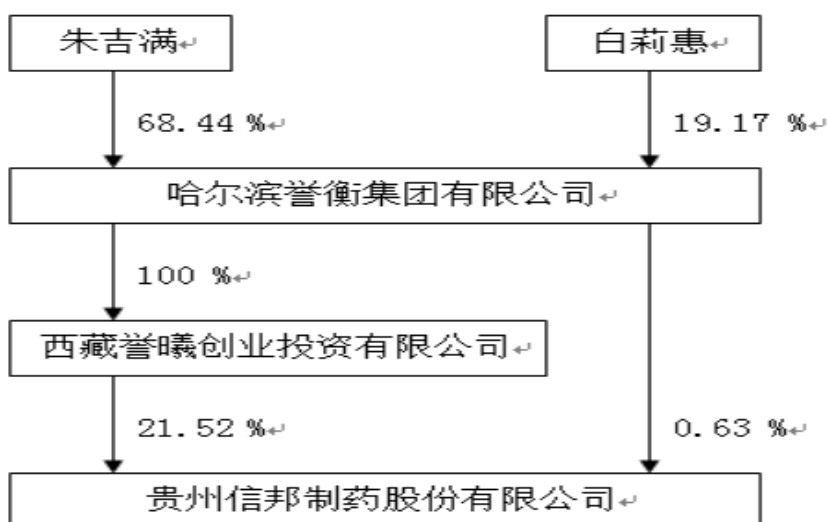 朱吉满
白莉惠
68.44 %
19.17 %
哈尔滨誉衡集团有限公司
100 %
西藏誉曦创业投资有限公司
21.52 %
0.63 %
贵州信邦制药股份有限公司